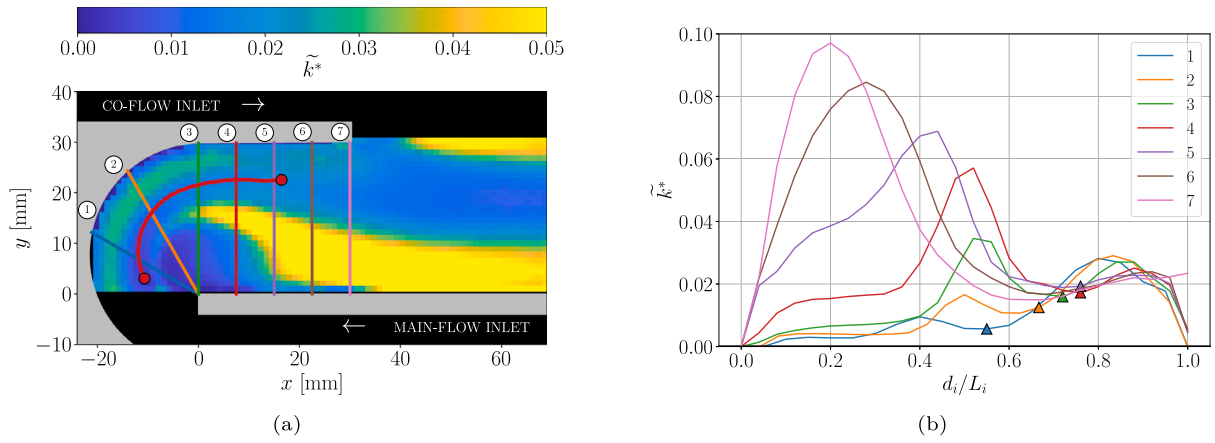 0.00 0.01 0.02 0.03 0.04 0.05
k̃*
CO-FLOW INLET →
MAIN-FLOW INLET
←
1
2
3 4 5 6 7
40
30
20
10
0
−10
y [mm]
−20 0 20 40 60
x [mm]
(a)
0.10
0.08
0.06
0.04
0.02
0.00
k̃*
1
2
3
4
5
6
7
0.0 0.2 0.4 0.6 0.8 1.0
d_i/L_i
(b)